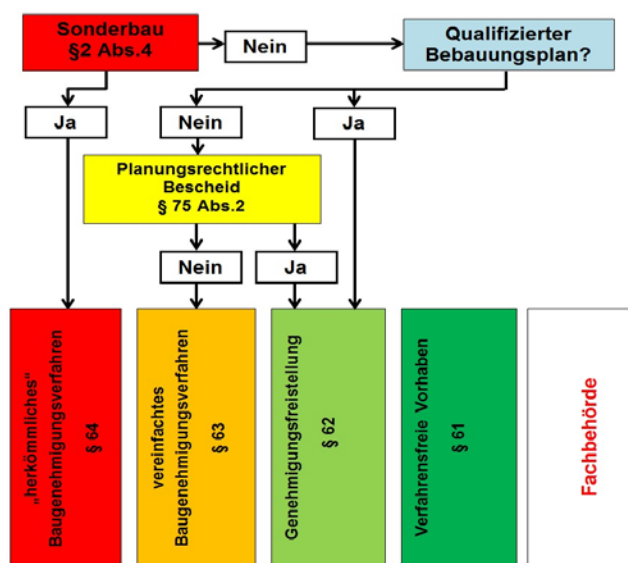 Sonderbau
§2 Abs.4
Nein
Qualifizierter
Bebauungsplan?
Ja
Nein
Ja
Planungsrechtlicher
Bescheid
§ 75 Abs.2
Nein
Ja
„herkömmliches“
Baugenehmigungsverfahren
§ 64
vereinfachtes
Baugenehmigungsverfahren
§ 63
Genehmigungsfreistellung
§ 62
Verfahrensfreie Vorhaben
§ 61
Fachbehörde